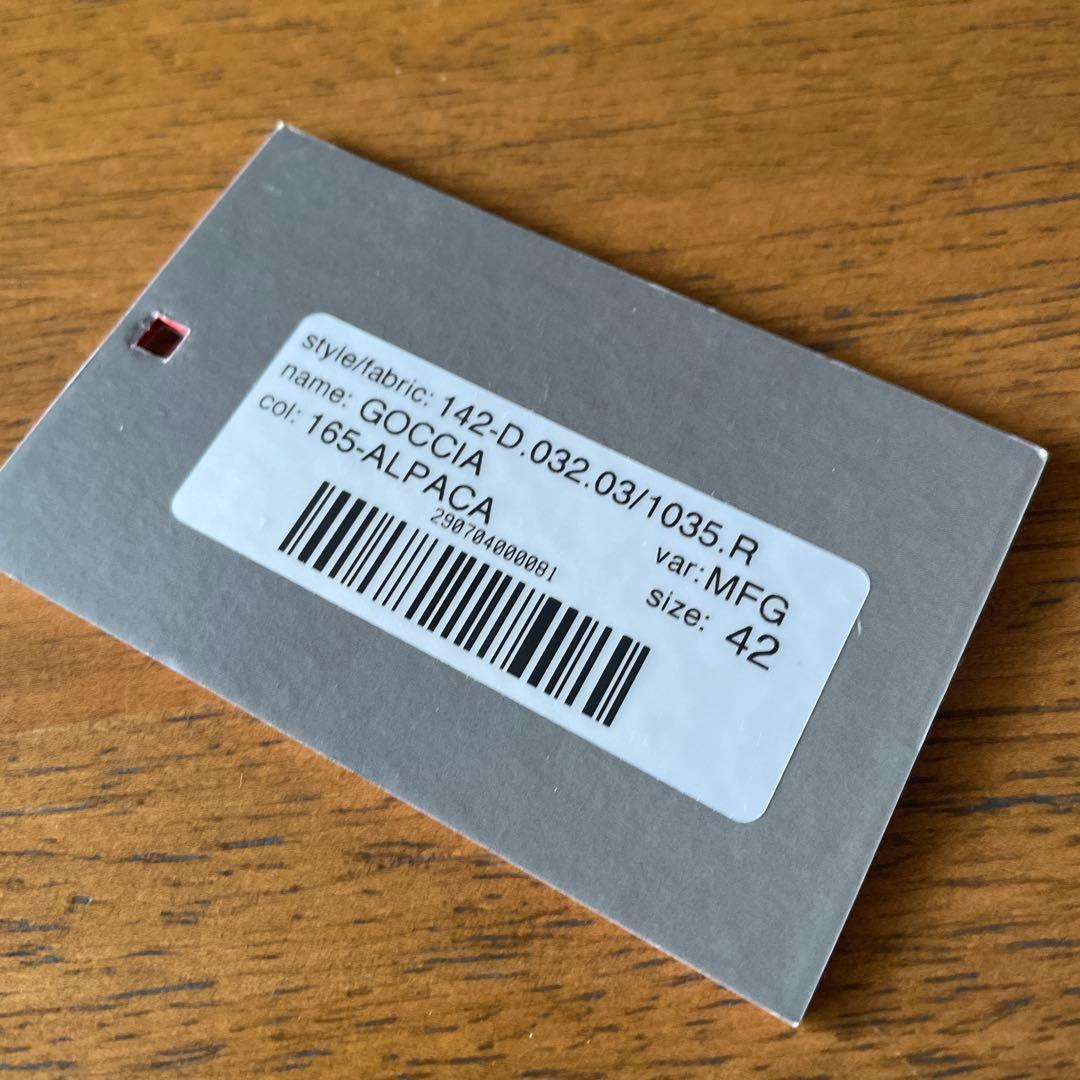 style/fabric: 142-D.032.03/1035.R
name: GOCCIA var: MFG
col: 165-ALPACA size: 42
290704000081